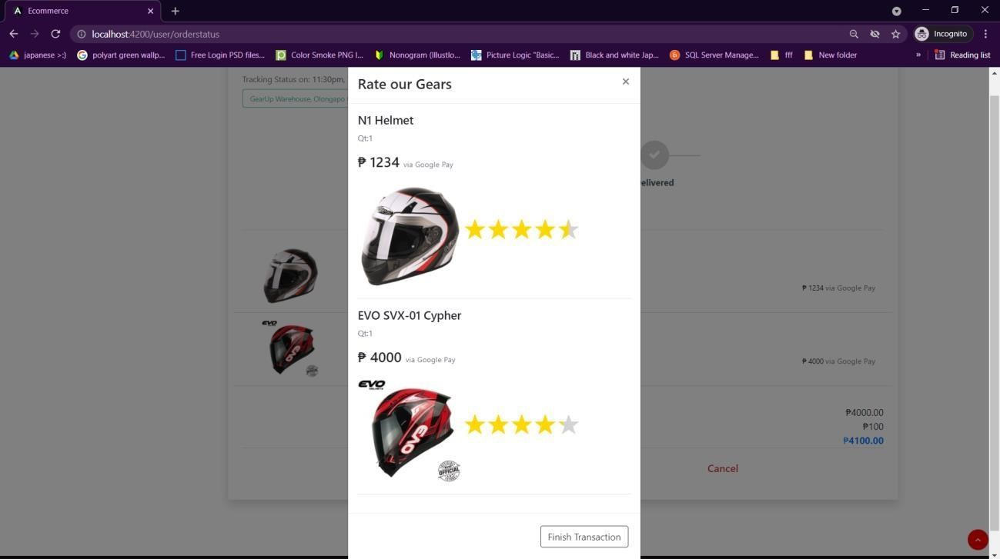 Ecommerce
localhost:4200/user/orderstatus
Incognito
japanese >:)
polyart green wallp...
Free Login PSD files...
Color Smoke PNG I...
Nonogram (Illustlo...
Picture Logic "Basic...
Black and white Jap...
SQL Server Manage...
fff
New folder
»
Reading list
Tracking Status on: 11:30pm,
GearUp Warehouse, Olongapo
elivered
₱ 1234 via Google Pay
EVO
₱ 4000 via Google Pay
₱4000.00
₱100
₱4100.00
Cancel
Rate our Gears
×
N1 Helmet
Qt:1
₱ 1234 via Google Pay
EVO SVX-01 Cypher
Qt:1
₱ 4000 via Google Pay
EVO
HELMETS
EVO
OFFICIAL
Finish Transaction